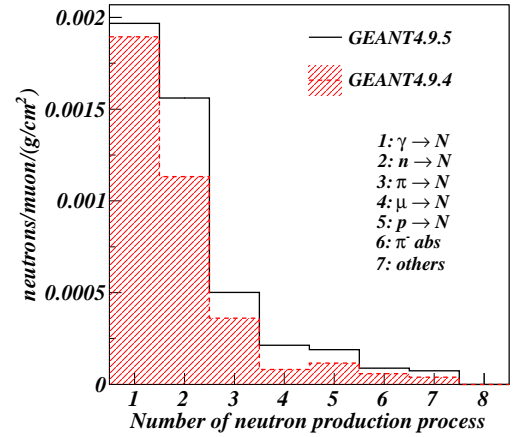 neutrons/muon/(g/cm²)
0.002
0.0015
0.001
0.0005
0
GEANT4.9.5
GEANT4.9.4
1: γ → N
2: n → N
3: π → N
4: μ → N
5: p → N
6: π⁻ abs
7: others
1 2 3 4 5 6 7 8
Number of neutron production process